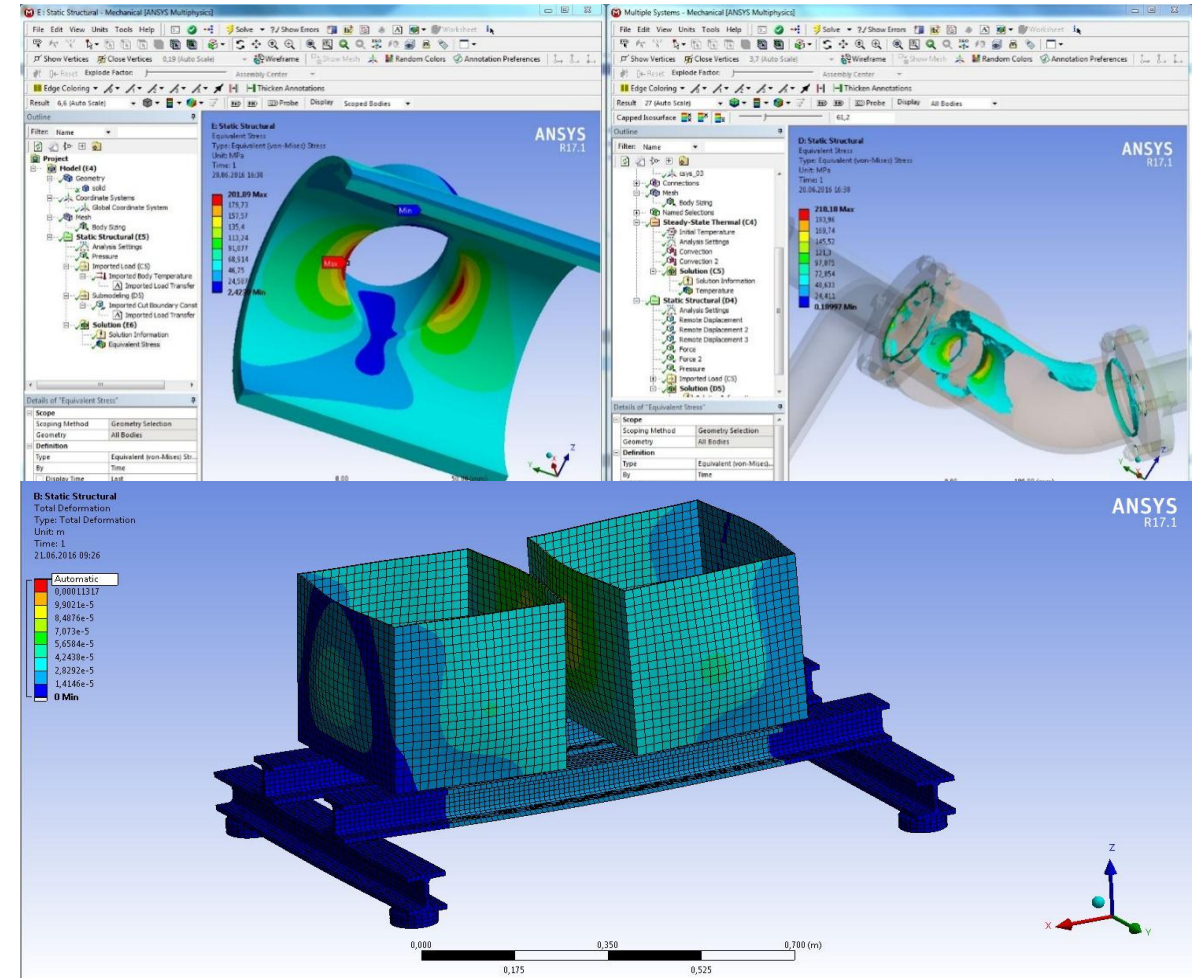 E : Static Structural - Mechanical [ANSYS Multiphysics]
File Edit View Units Tools Help Solve ?/ Show Errors Worksheet
Show Vertices Close Vertices 0,19 (Auto Scale) Wireframe Show Mesh Random Colors Annotation Preferences
Reset Explode Factor: Assembly Center
Edge Coloring Thicken Annotations
Result 6,6 (Auto Scale) Probe Display Scoped Bodies
Outline
Filter: Name
Project
Model (E4)
Geometry
solid
Coordinate Systems
Global Coordinate System
Mesh
Body Sizing
Static Structural (E5)
Analysis Settings
Pressure
Imported Load (C5)
Imported Body Temperature
Imported Load Transfer
Submodeling (D5)
Imported Cut Boundary Const
Imported Load Transfer
Solution (E6)
Solution Information
Equivalent Stress
Details of "Equivalent Stress"
Scope
Scoping Method Geometry Selection
Geometry All Bodies
Definition
Type Equivalent (von-Mises) Str...
By Time
Display Time Last
E: Static Structural
Equivalent Stress
Type: Equivalent (von-Mises) Stress
Unit: MPa
Time: 1
20.06.2016 16:38
201,89 Max
179,73
157,57
135,4
113,24
91,077
68,914
46,75
Min
Max
ANSYS
R17.1
Z
Y
0,00
Multiple Systems - Mechanical [ANSYS Multiphysics]
File Edit View Units Tools Help Solve ?/ Show Errors Worksheet
Show Vertices Close Vertices 3,7 (Auto Scale) Wireframe Show Mesh Random Colors Annotation Preferences
Reset Explode Factor: Assembly Center
Edge Coloring Thicken Annotations
Result 27 (Auto Scale) Probe Display All Bodies
Capped Isosurface 61,2
Outline
Filter: Name
csys_03
Connections
Mesh
Body Sizing
Named Selections
Steady-State Thermal (C4)
Initial Temperature
Analysis Settings
Convection
Convection 2
Solution (C5)
Solution Information
Temperature
Static Structural (D4)
Analysis Settings
Remote Displacement
Remote Displacement 2
Remote Displacement 3
Force
Force 2
Pressure
Imported Load (C5)
Solution (D5)
Details of "Equivalent Stress"
Scope
Scoping Method Geometry Selection
Geometry All Bodies
Definition
Type Equivalent (von-Mises)...
By Time
D: Static Structural
Equivalent Stress
Type: Equivalent (von-Mises) Stress
Unit: MPa
Time: 1
20.06.2016 16:38
218,18 Max
193,96
169,74
145,52
121,3
97,075
72,854
48,633
24,411
0,18997 Min
ANSYS
R17.1
Z
B: Static Structural
Total Deformation
Type: Total Deformation
Unit: m
Time: 1
21.06.2016 09:26
Automatic
0,00011317
9,9021e-5
8,4876e-5
7,073e-5
5,6584e-5
4,2438e-5
2,8292e-5
1,4146e-5
0 Min
ANSYS
R17.1
Z
X
Y
0,000 0,350 0,700 (m)
0,175 0,525